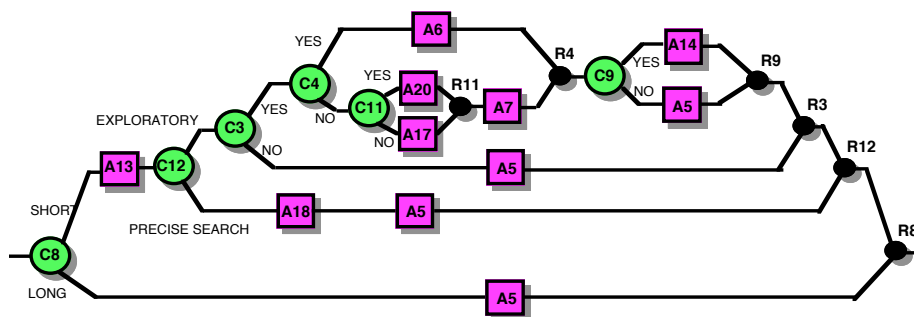 A6
YES
R4
A14
R9
C4
YES
C9
YES
A20
R11
C11
NO
A5
YES
NO
A7
EXPLORATORY
C3
NO
A17
R3
NO
R12
A13
C12
A5
SHORT
A18
A5
PRECISE SEARCH
R8
C8
LONG
A5